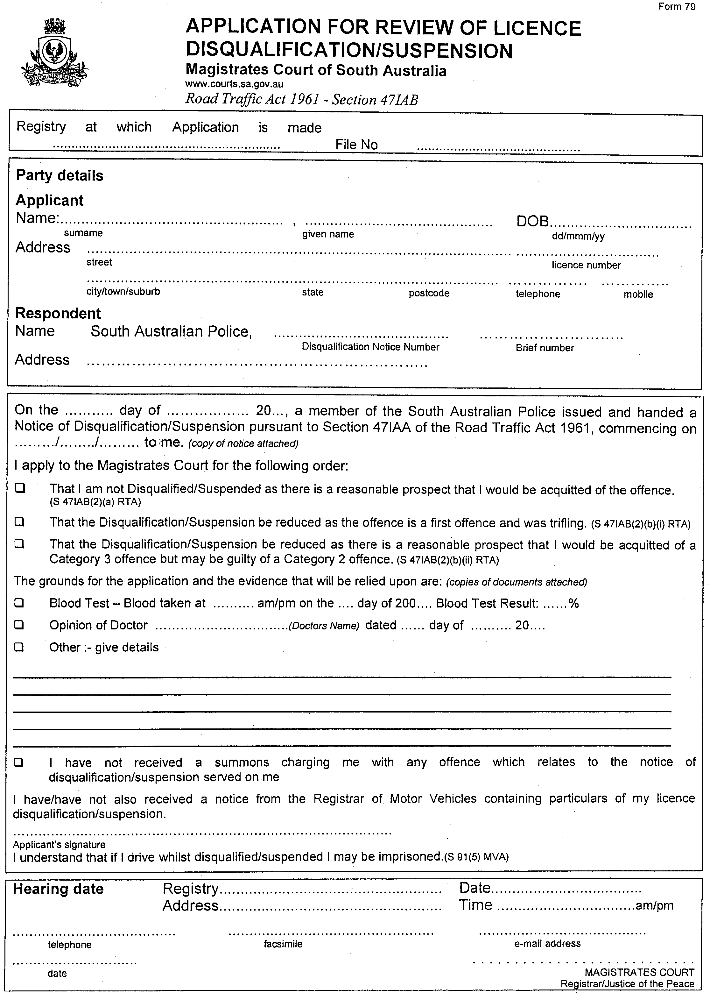 Form 79
APPLICATION FOR REVIEW OF LICENCE
DISQUALIFICATION/SUSPENSION
Magistrates Court of South Australia
www.courts.sa.gov.au
Road Traffic Act 1961 - Section 47IAB
SOUTH AUSTRALIA
Registry at which Application is made
........................................................ File No ........................................
Party details
Applicant
Name:........................................................ , .............................................. DOB..................................
surname given name dd/mmm/yy
Address ........................................................................................................ ...................................
street licence number
..................................................................................................... ................... ................
city/town/suburb state postcode telephone mobile
Respondent
Name South Australian Police, ........................................... ..............................
Disqualification Notice Number Brief number
Address ......................................................................
On the ........... day of .................. 20..., a member of the South Australian Police issued and handed a
Notice of Disqualification/Suspension pursuant to Section 47IAA of the Road Traffic Act 1961, commencing on
........./......../......... to me. (copy of notice attached)
I apply to the Magistrates Court for the following order:
❑ That I am not Disqualified/Suspended as there is a reasonable prospect that I would be acquitted of the offence.
(S 47IAB(2)(a) RTA)
❑ That the Disqualification/Suspension be reduced as the offence is a first offence and was trifling. (S 47IAB(2)(b)(i) RTA)
❑ That the Disqualification/Suspension be reduced as there is a reasonable prospect that I would be acquitted of a
Category 3 offence but may be guilty of a Category 2 offence. (S 47IAB(2)(b)(ii) RTA)
The grounds for the application and the evidence that will be relied upon are: (copies of documents attached)
❑ Blood Test – Blood taken at .......... am/pm on the .... day of 200.... Blood Test Result: ......%
❑ Opinion of Doctor ................................(Doctors Name) dated ...... day of .......... 20....
❑ Other :- give details
❑ I have not received a summons charging me with any offence which relates to the notice of
disqualification/suspension served on me
I have/have not also received a notice from the Registrar of Motor Vehicles containing particulars of my licence
disqualification/suspension.
............................................................................................
Applicant's signature
I understand that if I drive whilst disqualified/suspended I may be imprisoned.(S 91(5) MVA)
Hearing date Registry.................................................. Date...................................
Address.................................................. Time ................................am/pm
....................................... .................................................. ........................................
telephone facsimile e-mail address
.............................. ...........................
date MAGISTRATES COURT
Registrar/Justice of the Peace